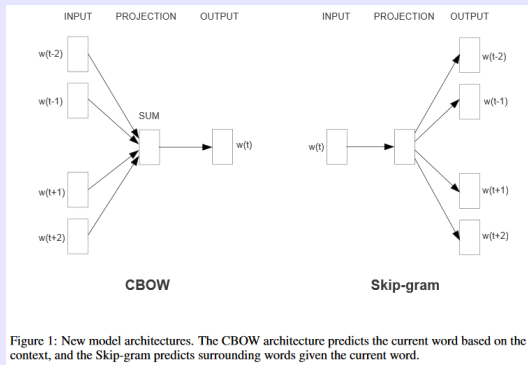 INPUT PROJECTION OUTPUT
w(t-2)
w(t-1)
SUM
w(t)
w(t+1)
w(t+2)
CBOW
INPUT PROJECTION OUTPUT
w(t-2)
w(t-1)
w(t)
w(t+1)
w(t+2)
Skip-gram
Figure 1: New model architectures. The CBOW architecture predicts the current word based on the
context, and the Skip-gram predicts surrounding words given the current word.